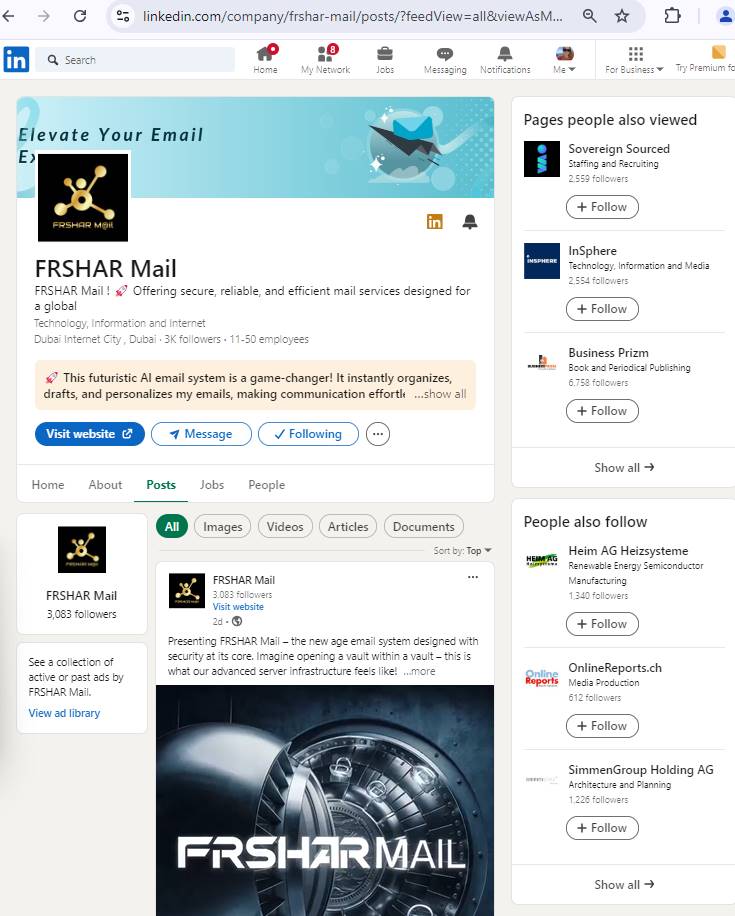 linkedin.com/company/frshar-mail/posts/?feedView=all&viewAsM...
in
Search
Home
8
My Network
Jobs
Messaging
Notifications
Me
For Business
Try Premium fo
Elevate Your Email
Ex
FRSHAR M@il
in
FRSHAR Mail
FRSHAR Mail ! 🚀 Offering secure, reliable, and efficient mail services designed for
a global
Technology, Information and Internet
Dubai Internet City , Dubai · 3K followers · 11-50 employees
🚀 This futuristic AI email system is a game-changer! It instantly organizes,
drafts, and personalizes my emails, making communication effortle ...show all
Visit website
Message
✓ Following
...
Home
About
Posts
Jobs
People
FRSHAR Mail
3,083 followers
See a collection of
active or past ads by
FRSHAR Mail.
View ad library
All
Images
Videos
Articles
Documents
Sort by: Top
FRSHAR Mail
3,083 followers
Visit website
2d •
...
Presenting FRSHAR Mail – the new age email system designed with
security at its core. Imagine opening a vault within a vault – this is
what our advanced server infrastructure feels like! ...more
FRSHAR MAIL
Pages people also viewed
Sovereign Sourced
Staffing and Recruiting
2,559 followers
+ Follow
INSPHERE
InSphere
Technology, Information and Media
2,554 followers
+ Follow
Business Prizm
Book and Periodical Publishing
6,758 followers
+ Follow
Show all →
People also follow
HEIM AG
Heizsysteme
Heim AG Heizsysteme
Renewable Energy Semiconductor
Manufacturing
1,340 followers
+ Follow
Online
Reports
OnlineReports.ch
Media Production
612 followers
+ Follow
SimmenGroup Holding AG
Architecture and Planning
1,226 followers
+ Follow
Show all →